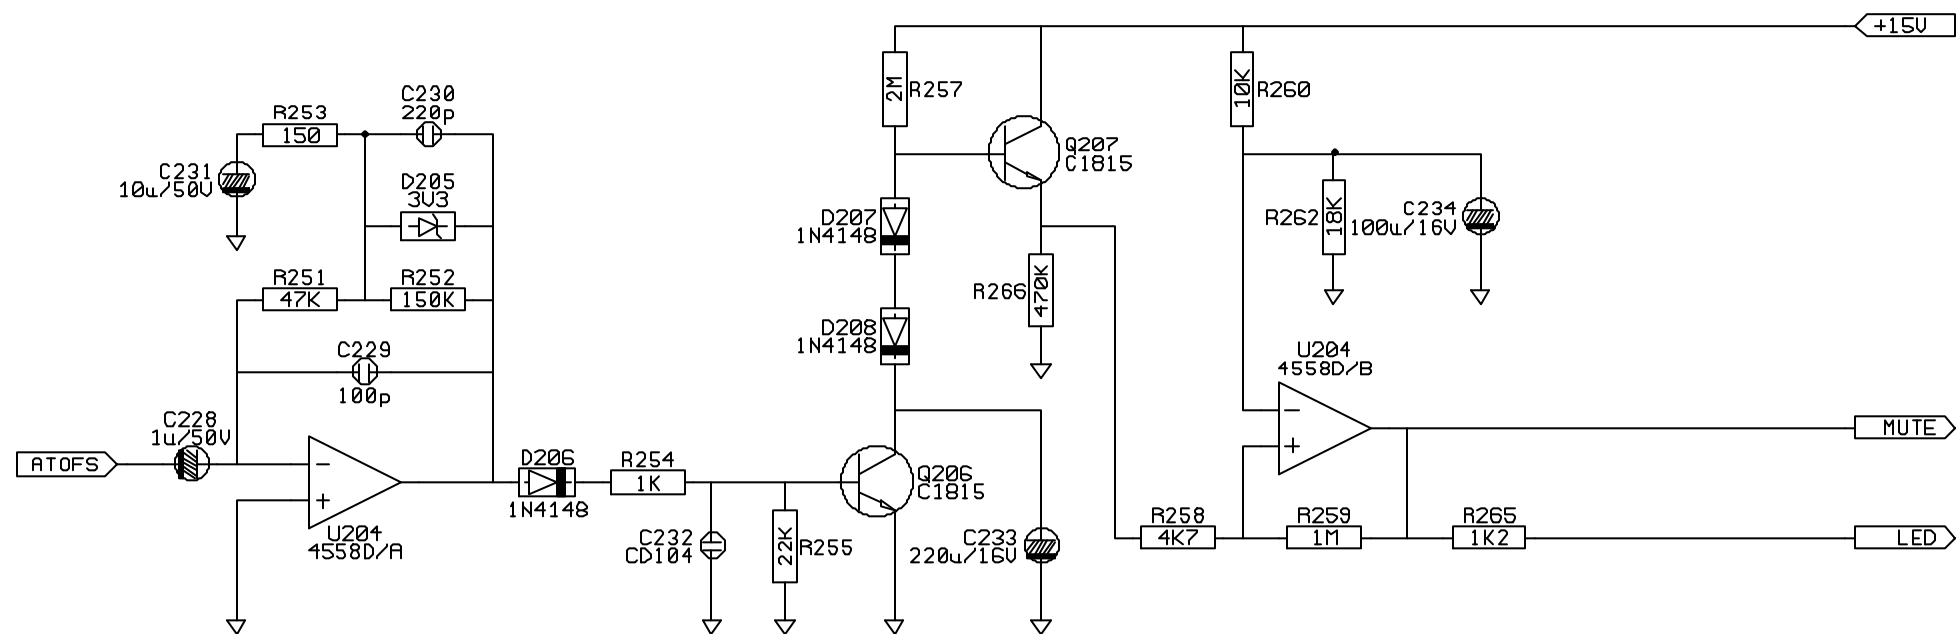 +15V
2M
R257
10K
R260
C230
220p
R253
150
Q207
C1815
C231
10u/50V
D205
3V3
D207
1N4148
R262
18K
C234
100u/16V
R251
47K
R252
150K
R266
470K
D208
1N4148
C229
100p
U204
4558D/B
C228
1u/50V
MUTE
ATOFS
D206
1N4148
R254
1K
Q206
C1815
U204
4558D/A
R258
4K7
R259
1M
R265
1K2
LED
C232
CD104
22K
R255
C233
220u/16V